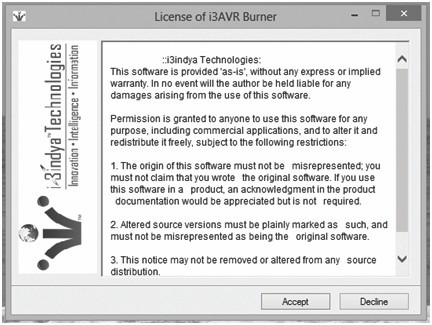 License of i3AVR Burner
i3indya Technologies
Innovation • Intelligence • Information
::i3indya Technologies:
This software is provided 'as-is', without any express or implied
warranty. In no event will the author be held liable for any
damages arising from the use of this software.
Permission is granted to anyone to use this software for any
purpose, including commercial applications, and to alter it and
redistribute it freely, subject to the following restrictions:
1. The origin of this software must not be misrepresented; you
must not claim that you wrote the original software. If you use
this software in a product, an acknowledgment in the product
documentation would be appreciated but is not required.
2. Altered source versions must be plainly marked as such, and
must not be misrepresented as being the original software.
3. This notice may not be removed or altered from any source
distribution.
Accept
Decline